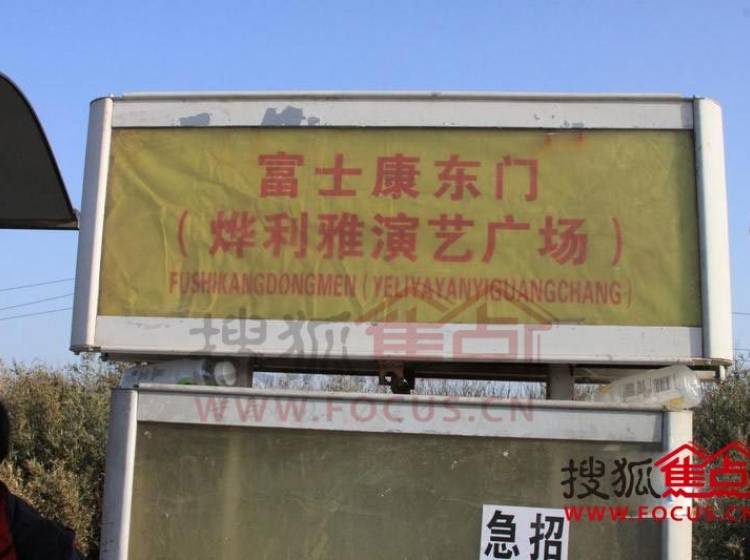 富士康东门
（烨利雅演艺广场）
FUSHIKANGDONGMEN（YELIYAYANYIGUANGCHANG）
搜狐焦点
WWW.FOCUS.CN
急招
搜狐焦点
WWW.FOCUS.CN